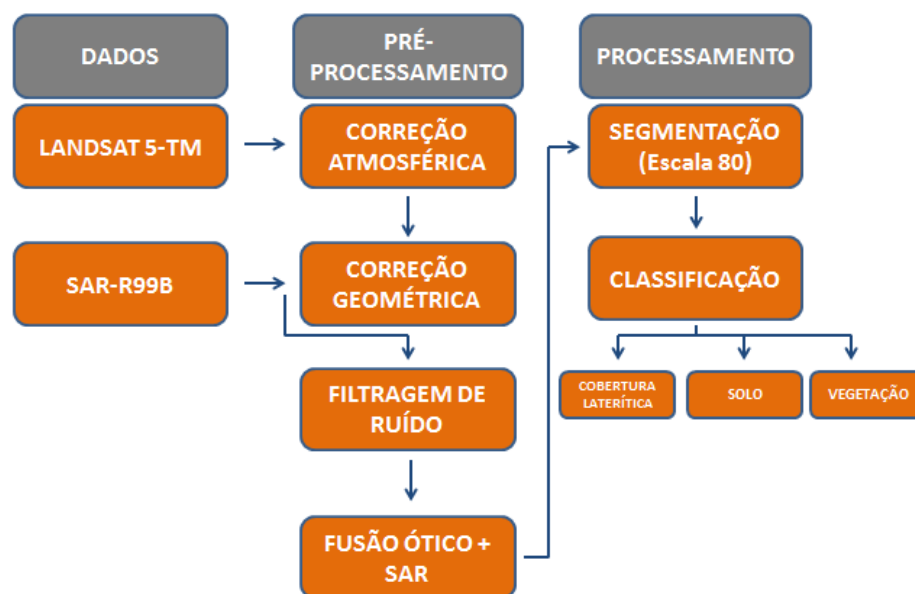 DADOS
PRÉ-
PROCESSAMENTO
PROCESSAMENTO
LANDSAT 5-TM
CORREÇÃO
ATMOSFÉRICA
SEGMENTAÇÃO
(Escala 80)
SAR-R99B
CORREÇÃO
GEOMÉTRICA
CLASSIFICAÇÃO
FILTRAGEM DE
RUÍDO
COBERTURA
LATERÍTICA
SOLO
VEGETAÇÃO
FUSÃO ÓTICO +
SAR